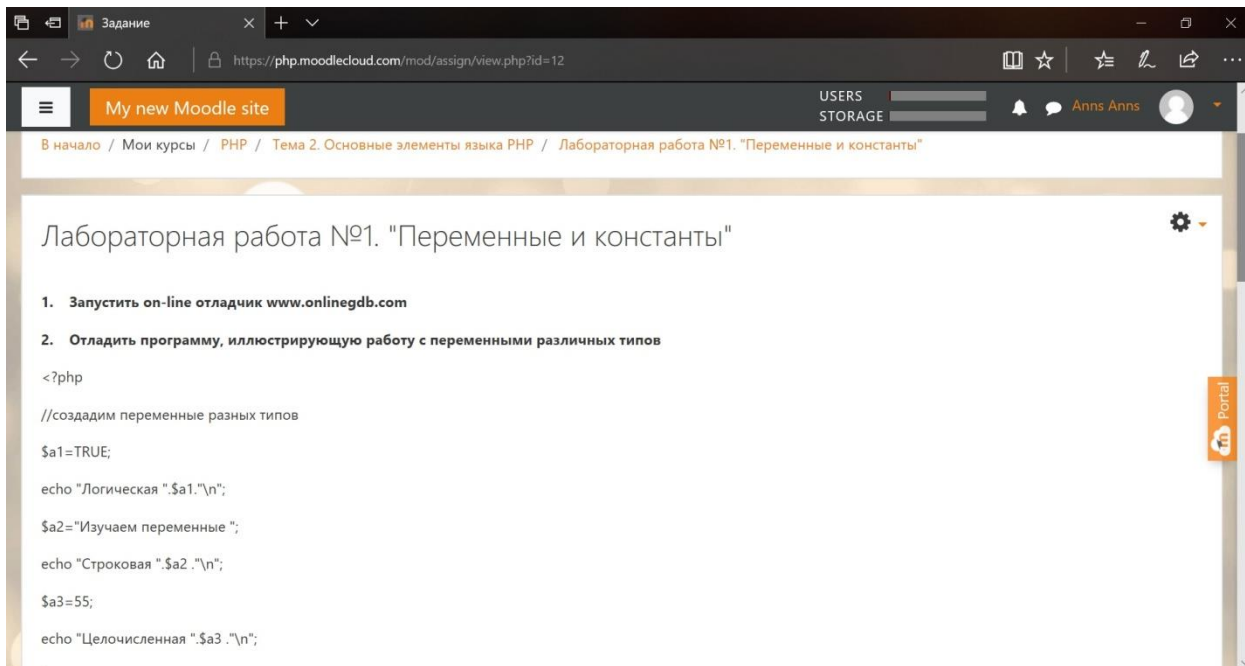 Задание
https://php.moodlecloud.com/mod/assign/view.php?id=12
My new Moodle site
USERS
STORAGE
Anns Anns
В начало / Мои курсы / PHP / Тема 2. Основные элементы языка PHP / Лабораторная работа №1. "Переменные и константы"
Лабораторная работа №1. "Переменные и константы"
1. Запустить on-line отладчик www.onlinegdb.com
2. Отладить программу, иллюстрирующую работу с переменными различных типов
<?php
//создадим переменные разных типов
$a1=TRUE;
echo "Логическая ".$a1."\n";
$a2="Изучаем переменные ";
echo "Строковая ".$a2 ."\n";
$a3=55;
echo "Целочисленная ".$a3 ."\n";
Portal